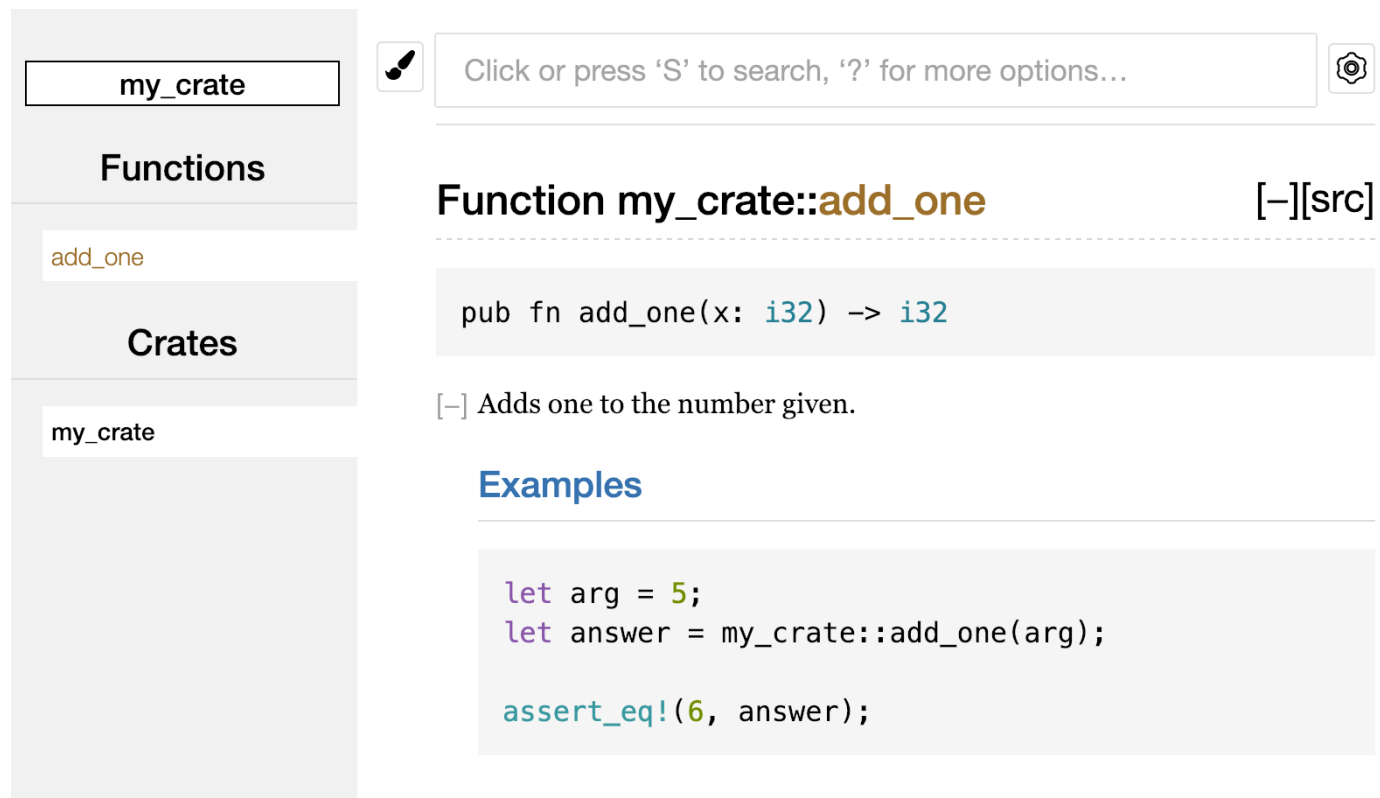 my_crate
Functions
add_one
Crates
my_crate
Click or press ‘S’ to search, ‘?’ for more options…
Function my_crate::add_one [−][src]
pub fn add_one(x: i32) -> i32
[−] Adds one to the number given.
Examples
let arg = 5;
let answer = my_crate::add_one(arg);
assert_eq!(6, answer);